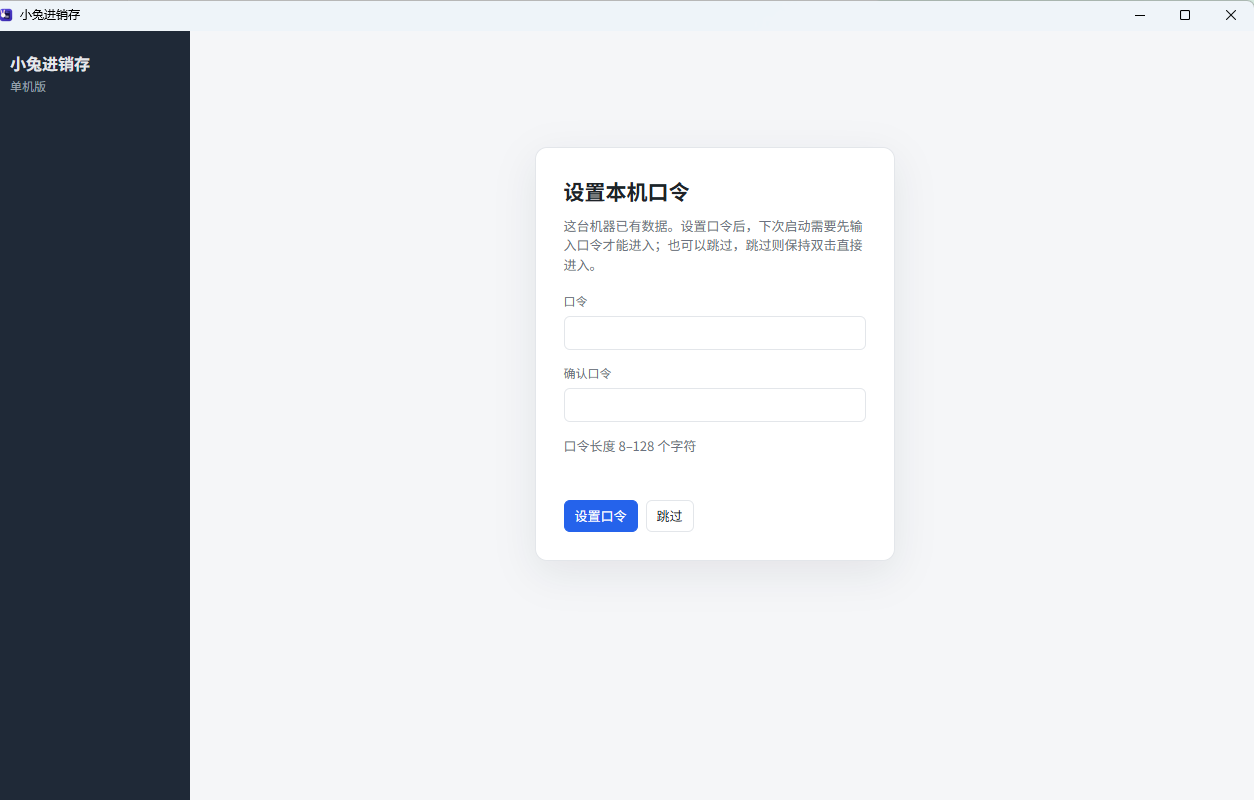 小兔进销存
小兔进销存
单机版
设置本机口令
这台机器已有数据。设置口令后，下次启动需要先输
入口令才能进入；也可以跳过，跳过则保持双击直接
进入。
口令
确认口令
口令长度 8–128 个字符
设置口令 跳过